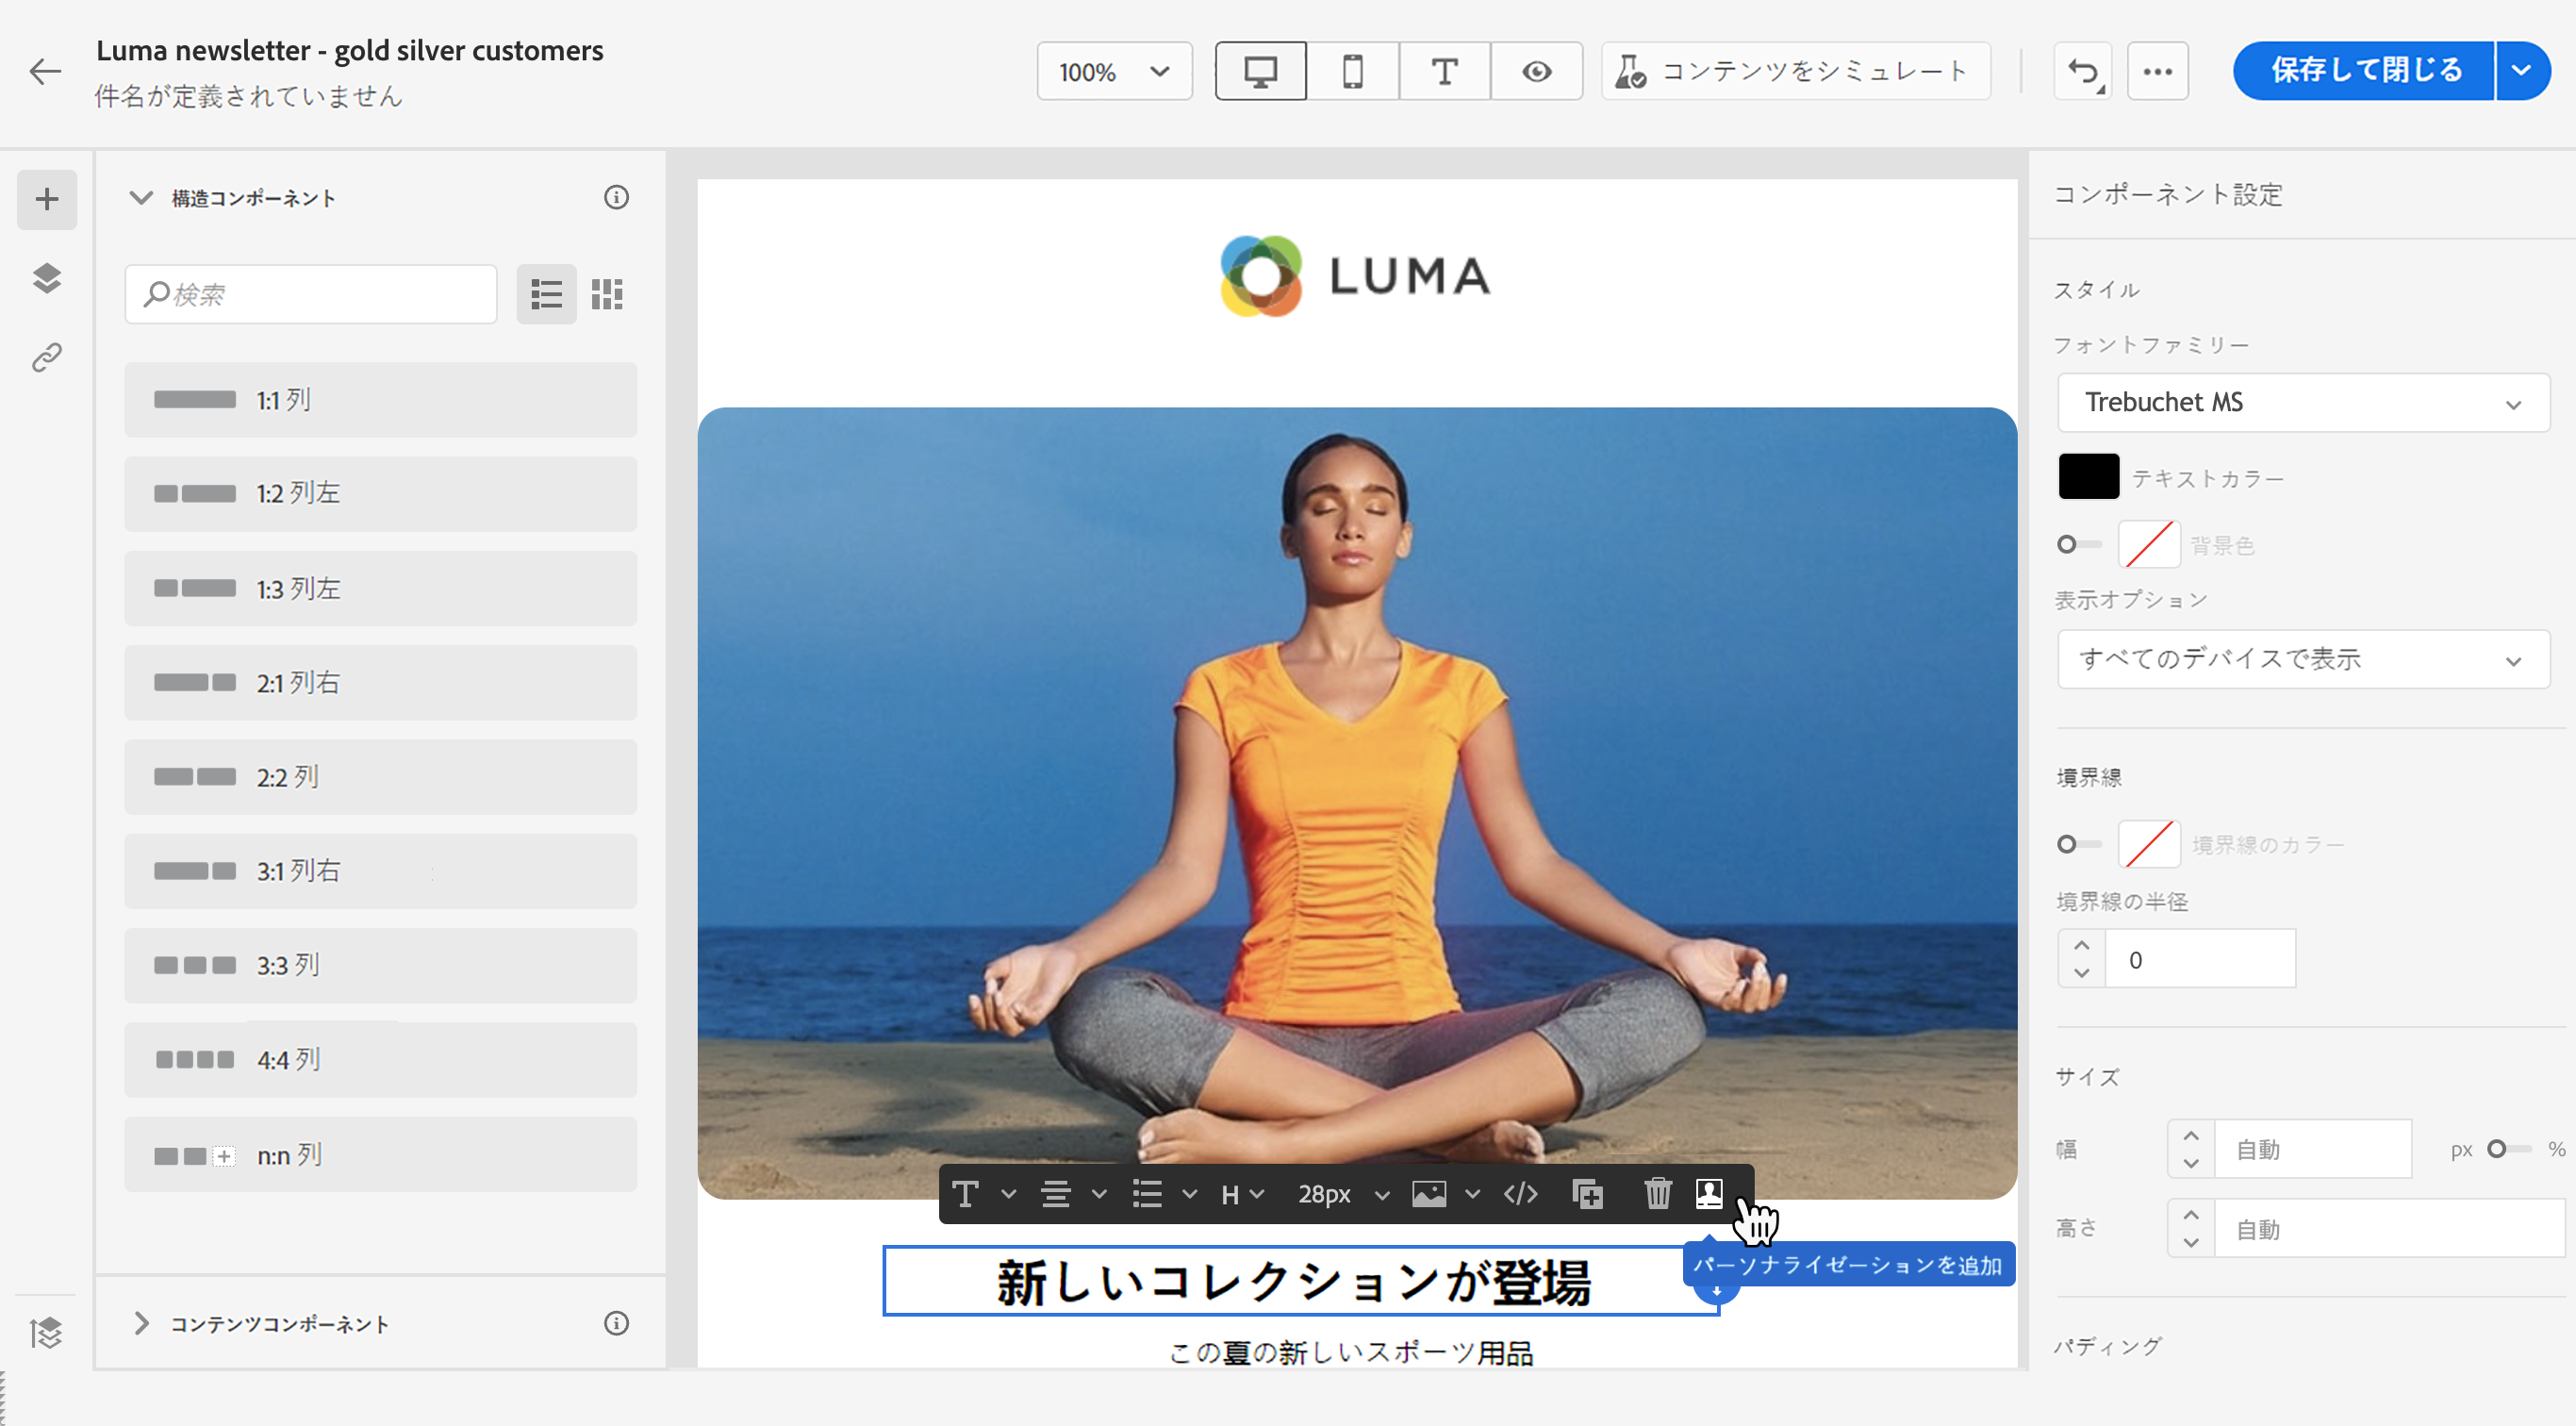 Luma newsletter - gold silver customers
件名が定義されていません
100%
コンテンツをシミュレート
保存して閉じる
構造コンポーネント
検索
1:1 列
1:2 列左
1:3 列左
2:1 列右
2:2 列
3:1 列右
3:3 列
4:4 列
n:n 列
コンテンツコンポーネント
LUMA
H
28px
パーソナライゼーションを追加
新しいコレクションが登場
この夏の新しいスポーツ用品
コンポーネント設定
スタイル
フォントファミリー
Trebuchet MS
テキストカラー
背景色
表示オプション
すべてのデバイスで表示
境界線
境界線のカラー
境界線の半径
0
サイズ
幅
自動
px
%
高さ
自動
パディング